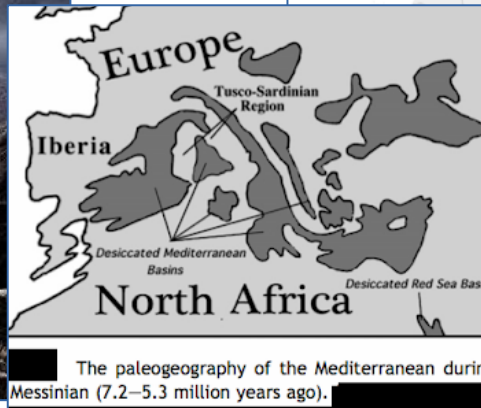 Europe
Tusco-Sardinian
Region
Iberia
Desiccated Mediterranean
Basins
Desiccated Red Sea Bas
North Africa
The paleogeography of the Mediterranean durin
Messinian (7.2—5.3 million years ago).